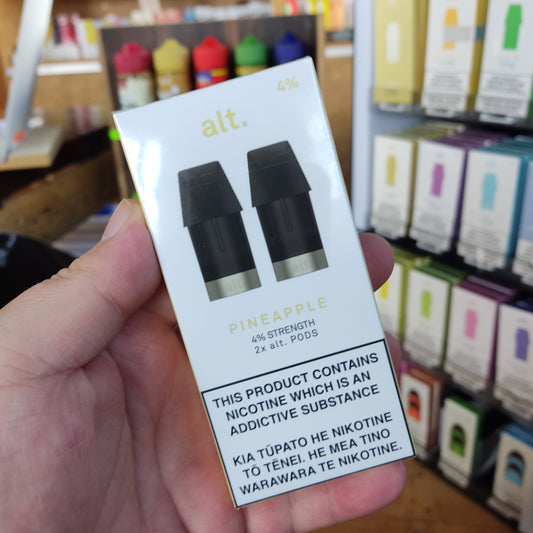 4%
alt.
alt.
PINEAPPLE
4% STRENGTH
2x alt. PODS
THIS PRODUCT CONTAINS
NICOTINE WHICH IS AN
ADDICTIVE SUBSTANCE
KIA TŪPATO HE NIKOTINE
TŌ TĒNEI. HE MEA TINO
WARAWARA TE NIKOTINE.